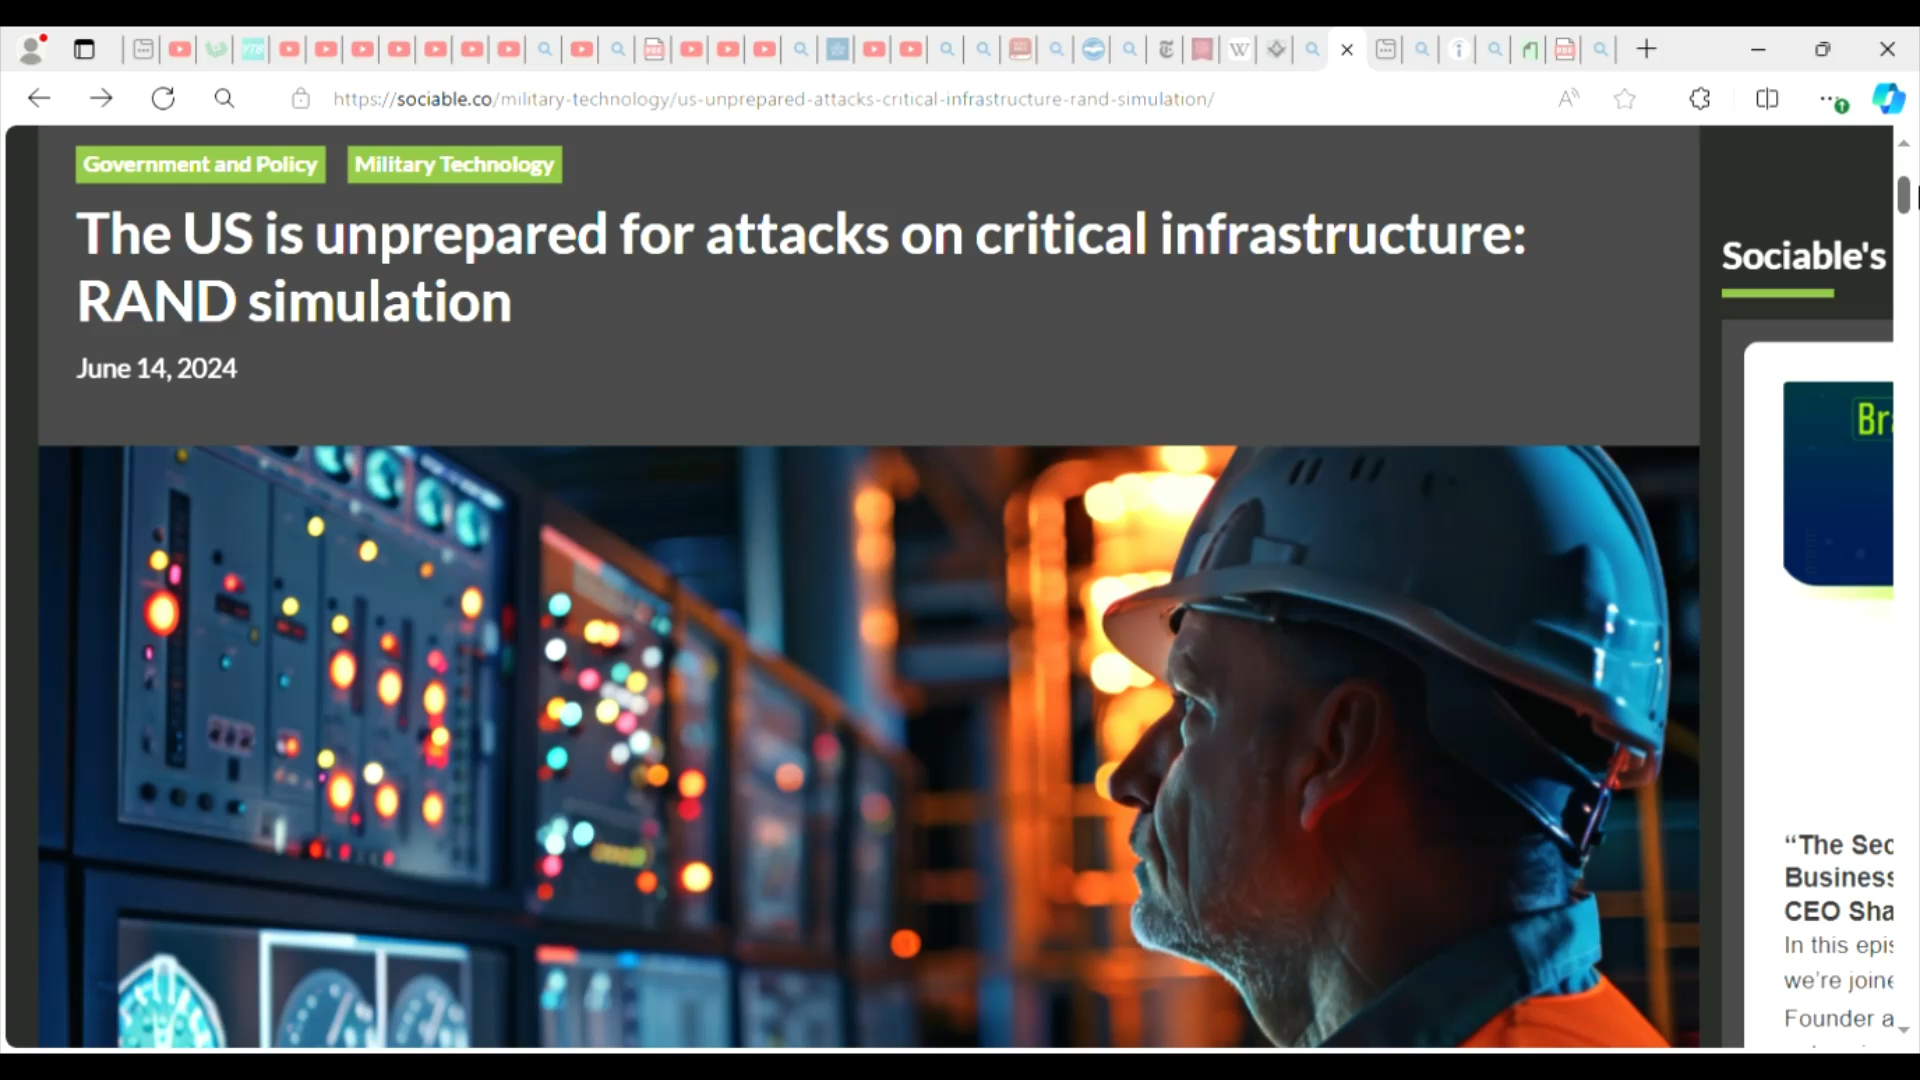 https://sociable.co/military-technology/us-unprepared-attacks-critical-infrastructure-rand-simulation/
Government and Policy
Military Technology
The US is unprepared for attacks on critical infrastructure:
RAND simulation
June 14, 2024
Sociable's
Br
“The Sec
Business
CEO Sha
In this epis
we're joine
Founder a